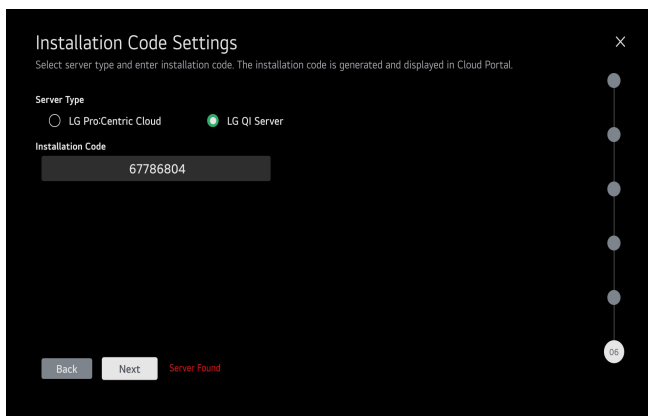 Installation Code Settings
Select server type and enter installation code. The installation code is generated and displayed in Cloud Portal.
Server Type
LG Pro:Centric Cloud LG QI Server
Installation Code
67786804
06
Back Next Server Found